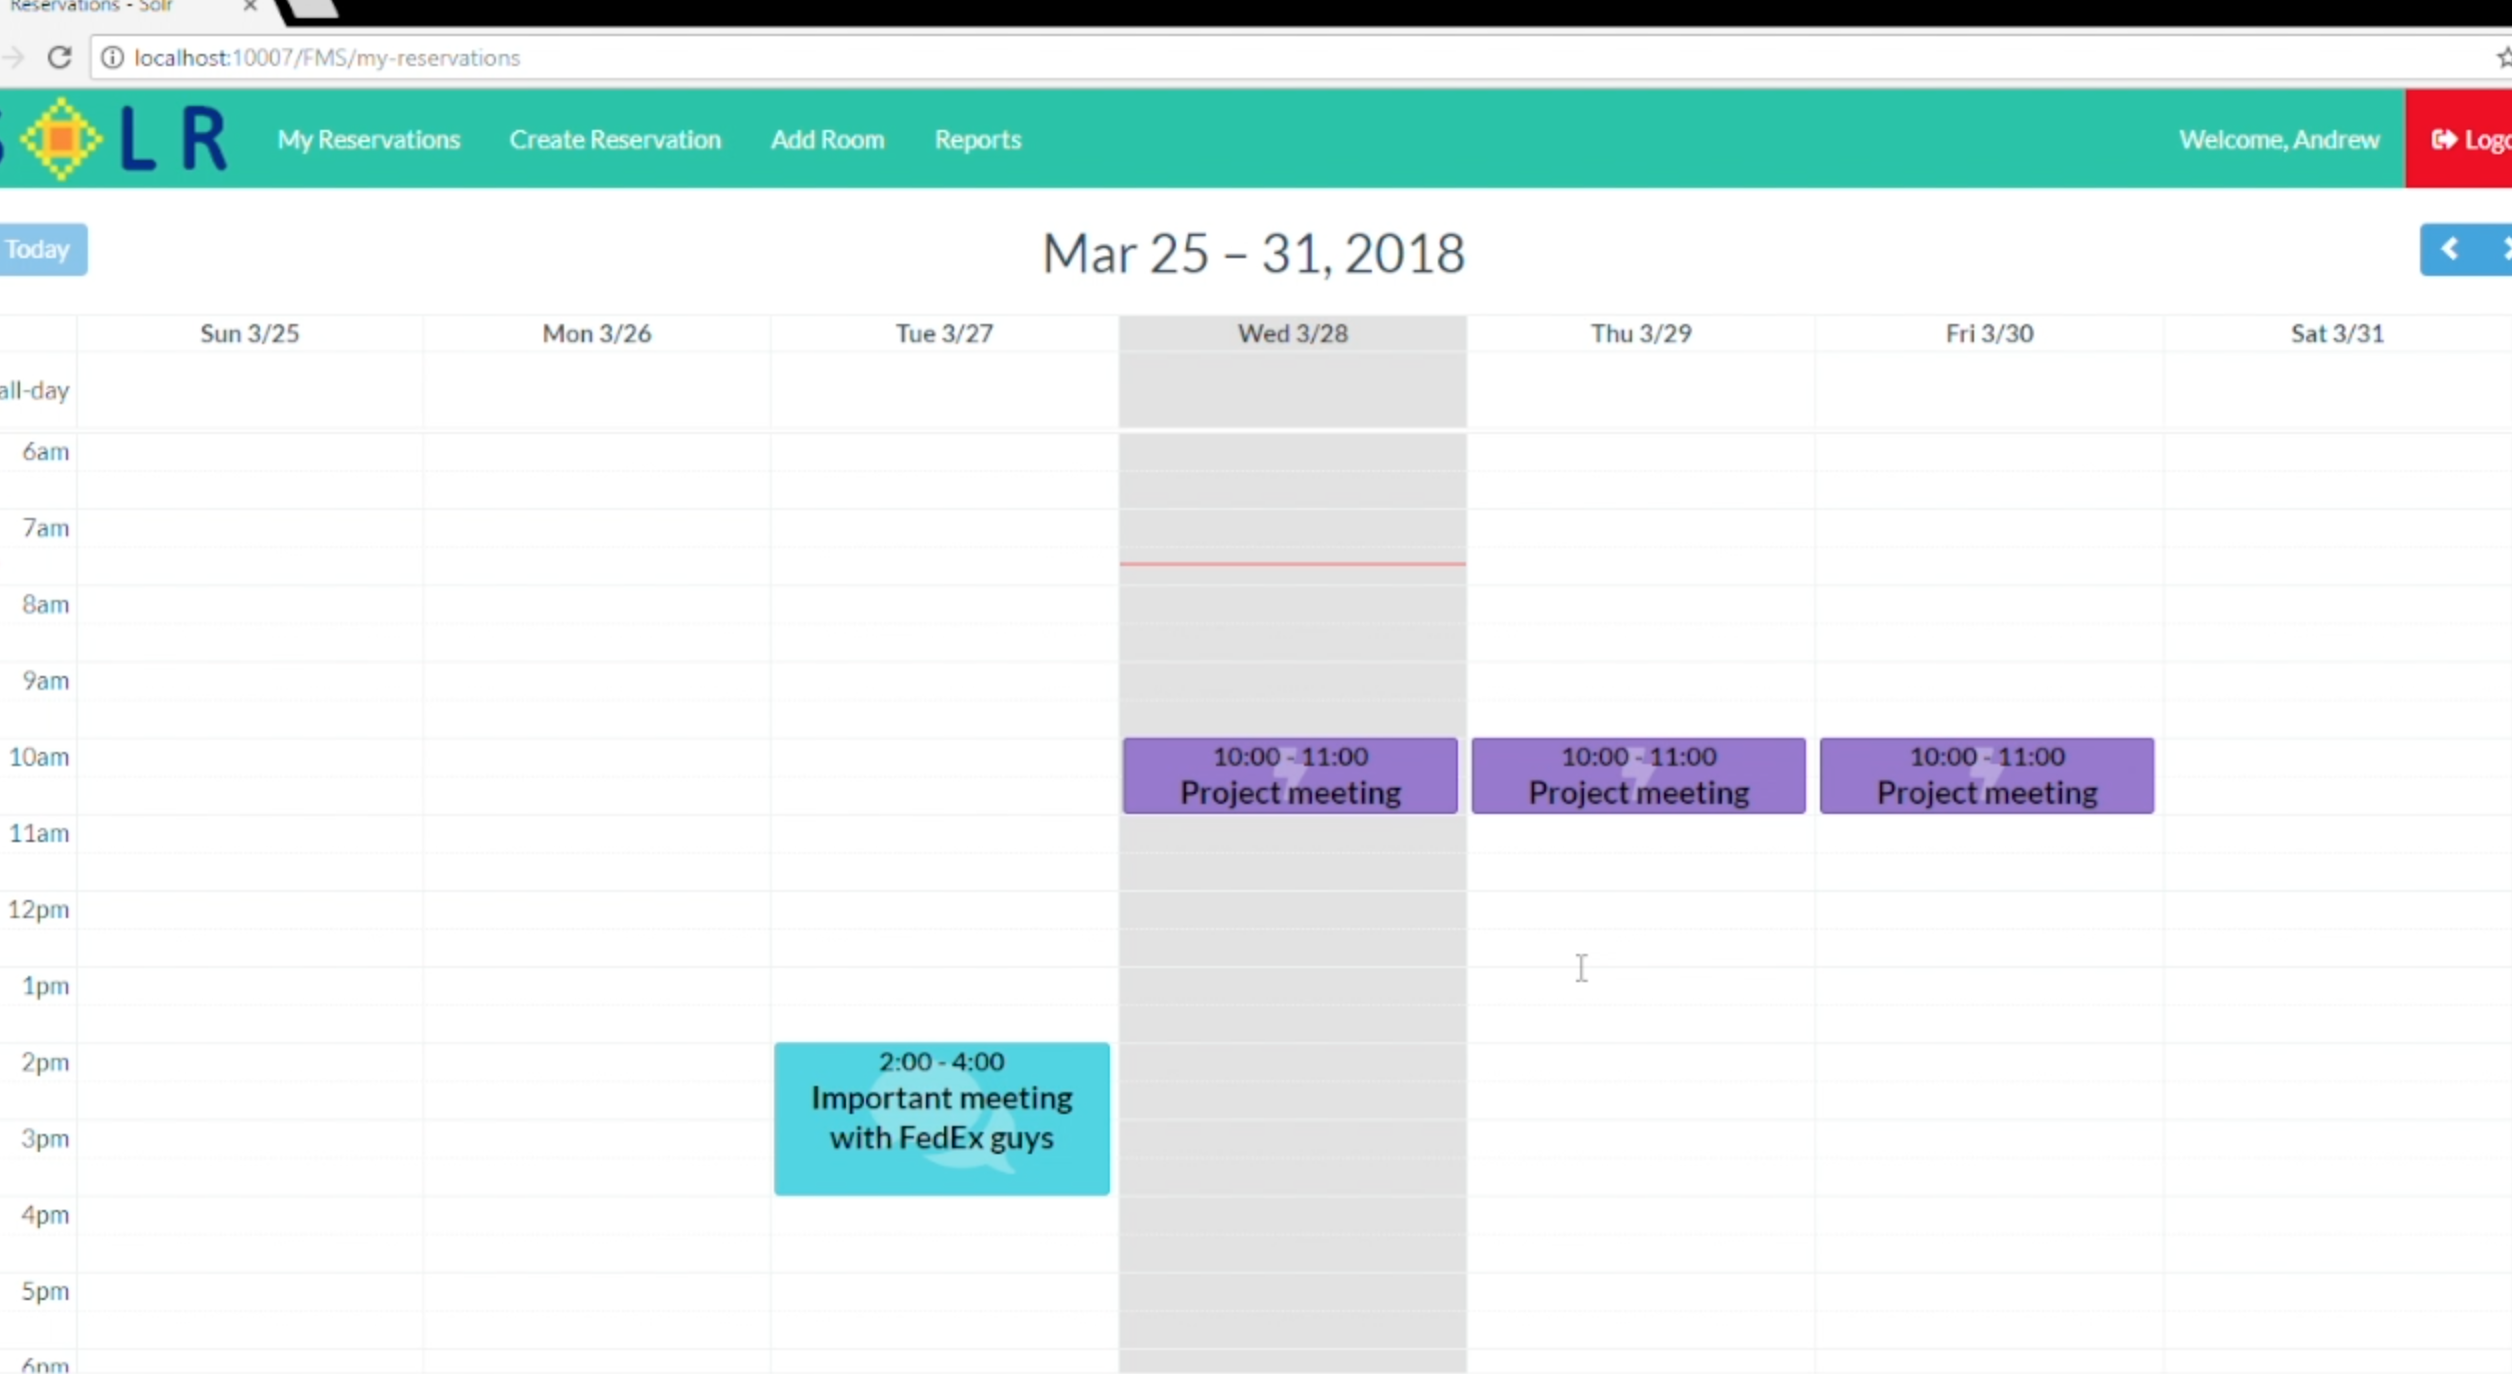 Reservations - Solr
localhost:10007/FMS/my-reservations
LR My Reservations Create Reservation Add Room Reports Welcome, Andrew
Today Mar 25 – 31, 2018
Sun 3/25 Mon 3/26 Tue 3/27 Wed 3/28 Thu 3/29 Fri 3/30 Sat 3/31
all-day
6am
7am
8am
9am
10am 10:00 - 11:00 10:00 - 11:00 10:00 - 11:00
Project meeting Project meeting Project meeting
11am
12pm
1pm
2pm 2:00 - 4:00
Important meeting
3pm with FedEx guys
4pm
5pm
6pm